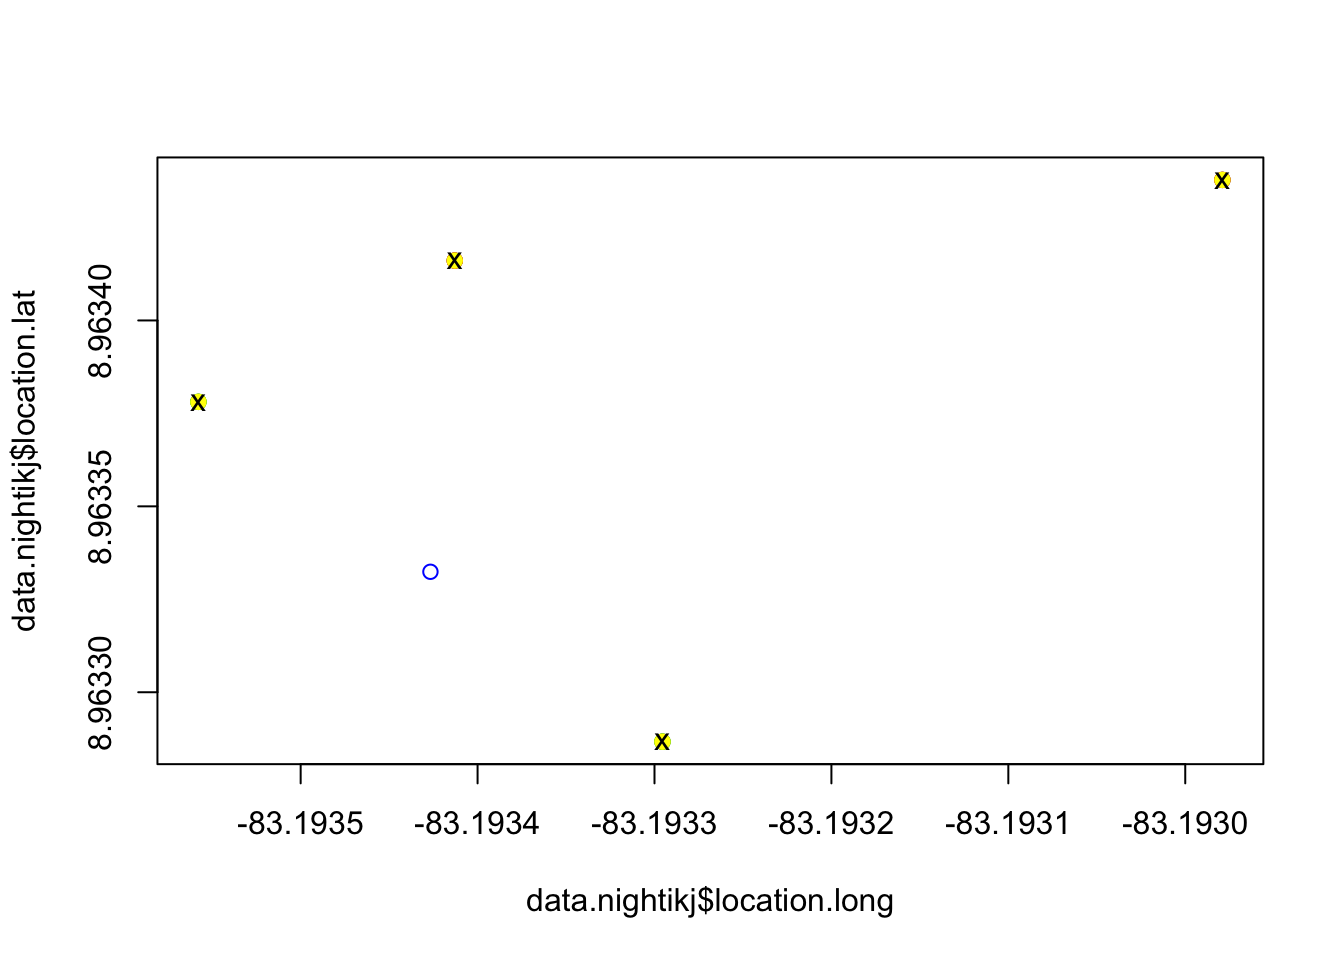 data.nightikj$location.lat
8.96340
8.96335
8.96330
x
x
x
x
-83.1935 -83.1934 -83.1933 -83.1932 -83.1931 -83.1930
data.nightikj$location.long